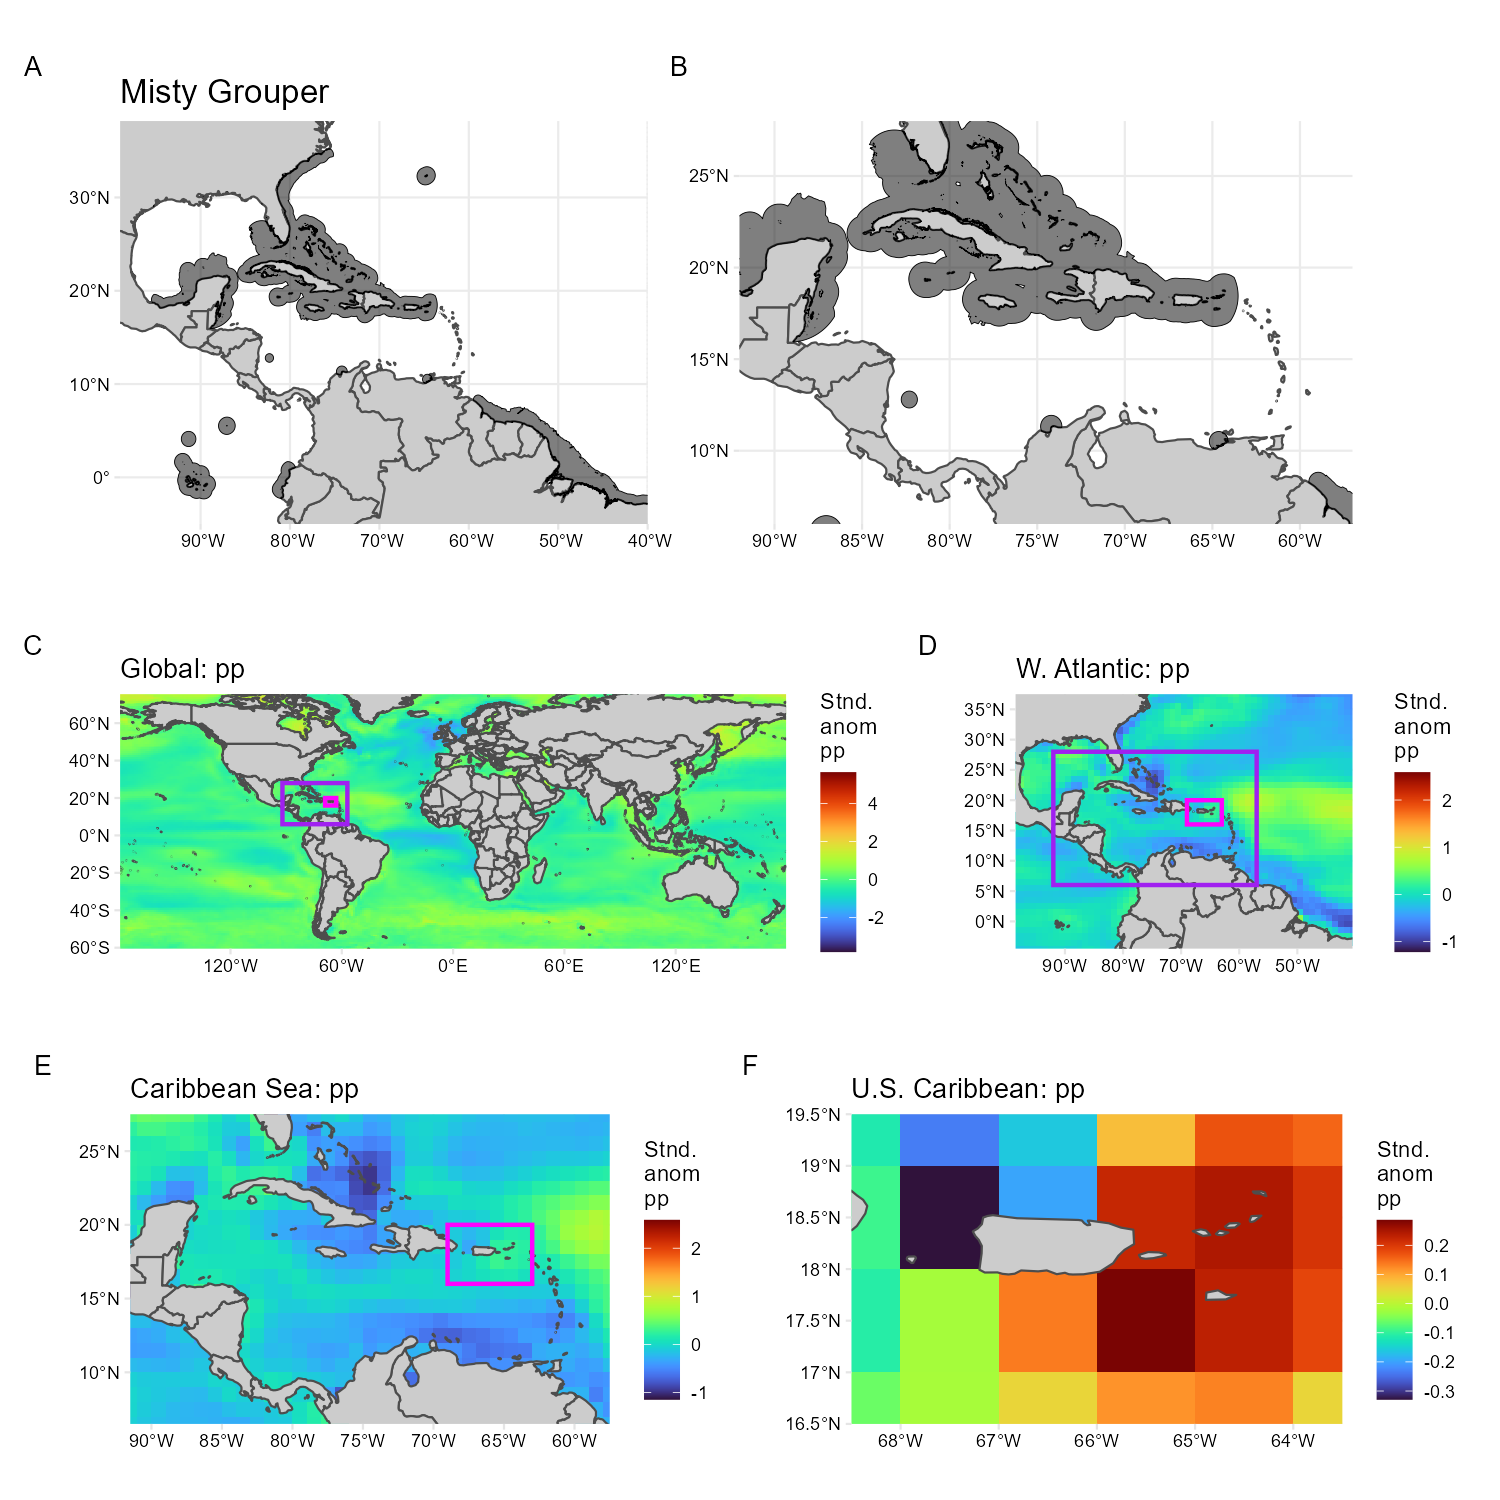 A
B
Misty Grouper
30°N
20°N
10°N
0°
90°W 80°W 70°W 60°W 50°W 40°W
25°N
20°N
15°N
10°N
90°W 85°W 80°W 75°W 70°W 65°W 60°W
C
D
Global: pp
60°N
40°N
20°N
0°N
20°S
40°S
60°S
120°W 60°W 0°E 60°E 120°E
Stnd.
anom
pp
4
2
0
-2
W. Atlantic: pp
35°N
30°N
25°N
20°N
15°N
10°N
5°N
0°N
90°W 80°W 70°W 60°W 50°W
Stnd.
anom
pp
2
1
0
-1
E
F
Caribbean Sea: pp
25°N
20°N
15°N
10°N
90°W 85°W 80°W 75°W 70°W 65°W 60°W
Stnd.
anom
pp
2
1
0
-1
U.S. Caribbean: pp
19.5°N
19°N
18.5°N
18°N
17.5°N
17°N
16.5°N
68°W 67°W 66°W 65°W 64°W
Stnd.
anom
pp
0.2
0.1
0.0
-0.1
-0.2
-0.3